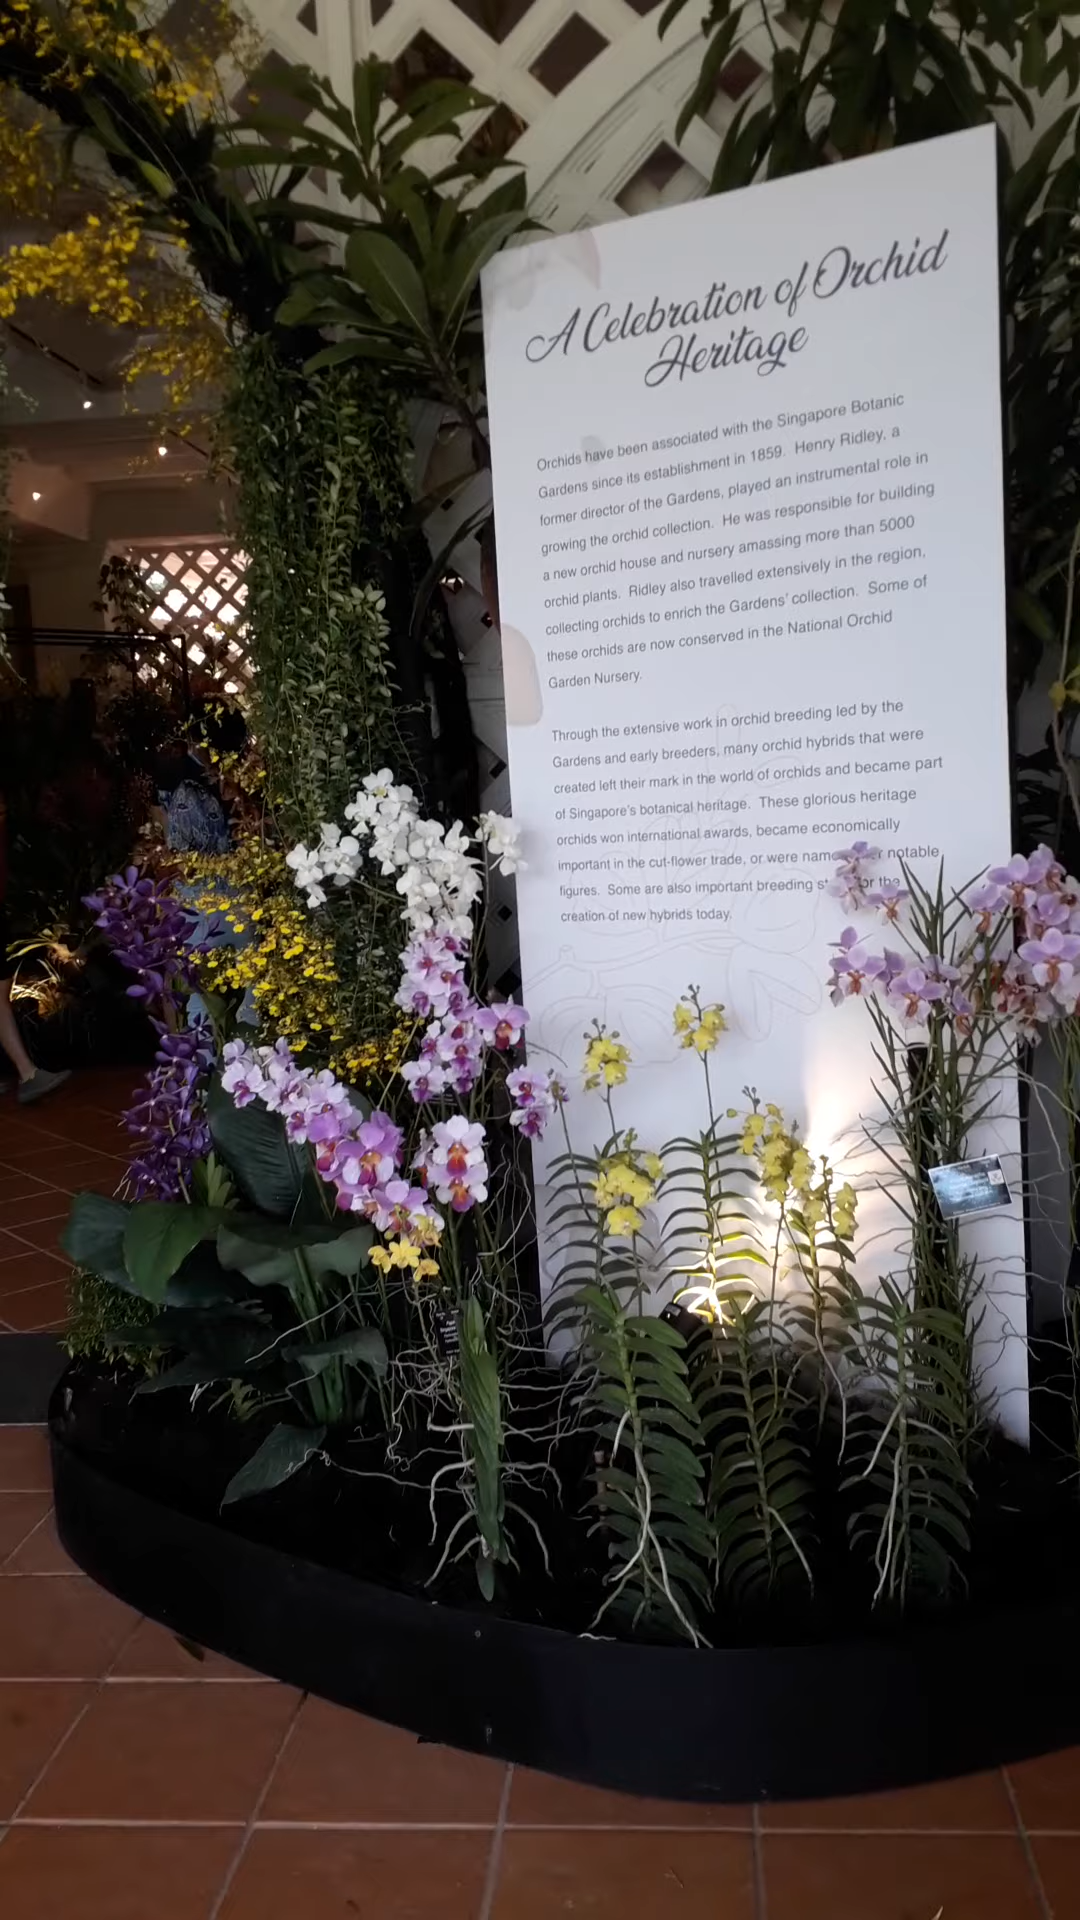 A Celebration of Orchid
Heritage
Orchids have been associated with the Singapore Botanic
Gardens since its establishment in 1859. Henry Ridley, a
former director of the Gardens, played an instrumental role in
growing the orchid collection. He was responsible for building
a new orchid house and nursery amassing more than 5000
orchid plants. Ridley also travelled extensively in the region,
collecting orchids to enrich the Gardens' collection. Some of
these orchids are now conserved in the National Orchid
Garden Nursery.
Through the extensive work in orchid breeding led by the
Gardens and early breeders, many orchid hybrids that were
created left their mark in the world of orchids and became part
of Singapore's botanical heritage. These glorious heritage
orchids won international awards, became economically
important in the cut-flower trade, or were notable
figures. Some are also important breeding for the
creation of new hybrids today.